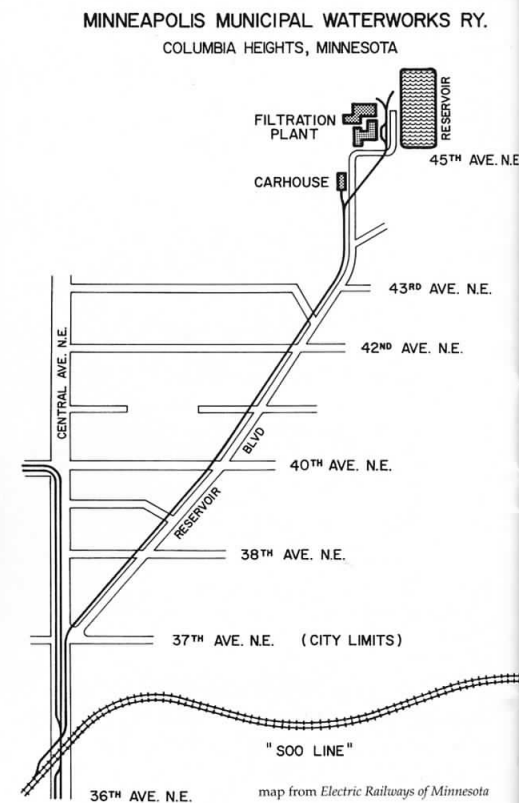 MINNEAPOLIS MUNICIPAL WATERWORKS RY.
COLUMBIA HEIGHTS, MINNESOTA
RESERVOIR
FILTRATION
PLANT
45TH AVE. N.E.
CARHOUSE
43RD AVE. N.E.
42ND AVE. N.E.
CENTRAL AVE. N.E.
BLVD
40TH AVE. N.E.
RESERVOIR
38TH AVE. N.E.
37TH AVE. N.E. (CITY LIMITS)
"SOO LINE"
36TH AVE. N.E.
map from Electric Railways of Minnesota